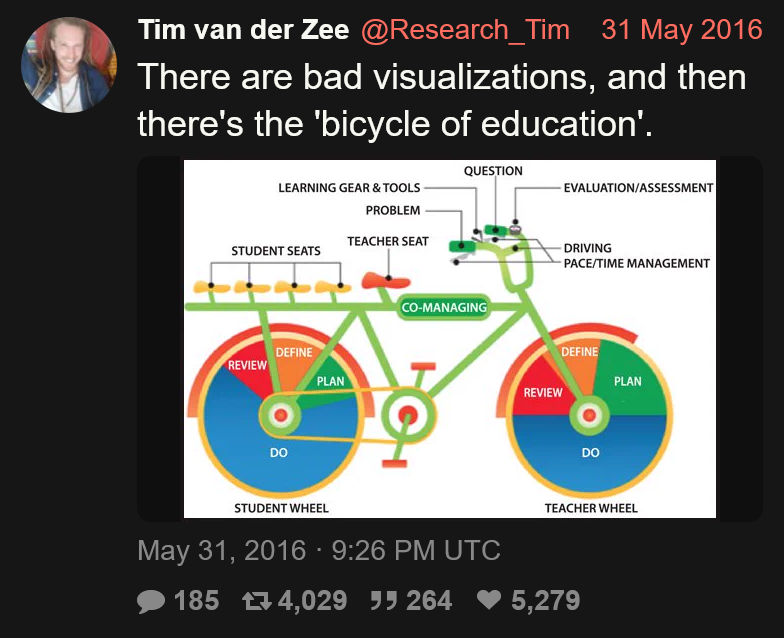 Tim van der Zee @Research_Tim 31 May 2016
There are bad visualizations, and then
there's the 'bicycle of education'.
QUESTION
LEARNING GEAR & TOOLS
EVALUATION/ASSESSMENT
PROBLEM
STUDENT SEATS
TEACHER SEAT
DRIVING
PACE/TIME MANAGEMENT
CO-MANAGING
REVIEW
DEFINE
PLAN
DO
STUDENT WHEEL
REVIEW
DEFINE
PLAN
DO
TEACHER WHEEL
May 31, 2016 · 9:26 PM UTC
185 4,029 264 5,279